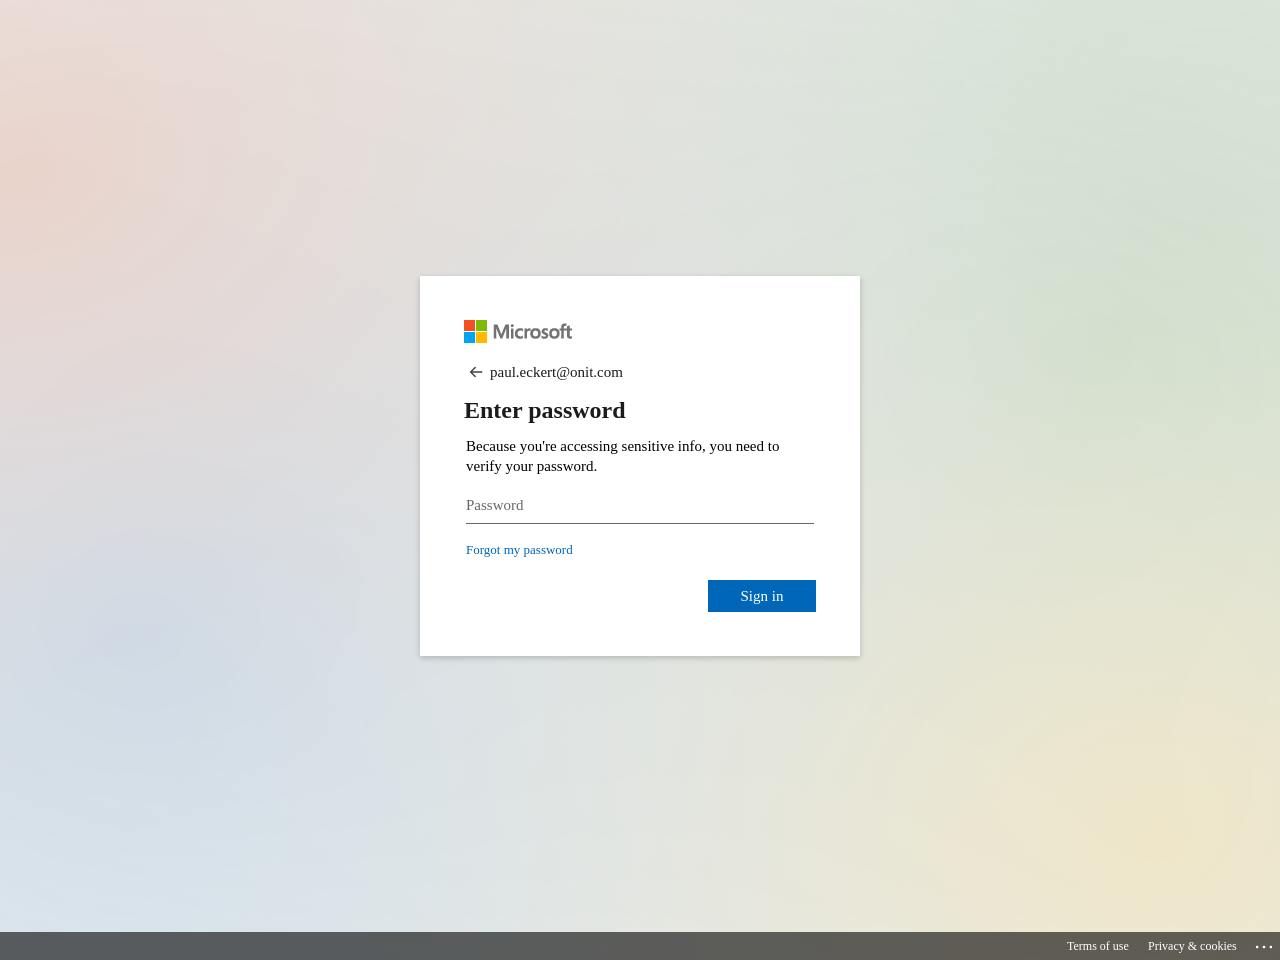 Microsoft
paul.eckert@onit.com
Enter password
Because you're accessing sensitive info, you need to
verify your password.
Password
Forgot my password
Sign in
Terms of use Privacy & cookies ...